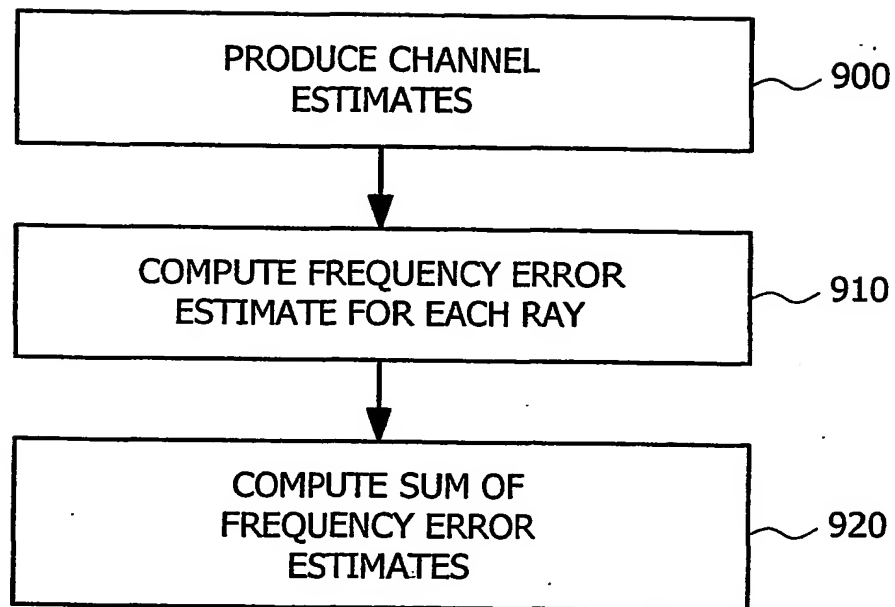 PRODUCE CHANNEL
ESTIMATES
900
COMPUTE FREQUENCY ERROR
ESTIMATE FOR EACH RAY
910
COMPUTE SUM OF
FREQUENCY ERROR
ESTIMATES
920